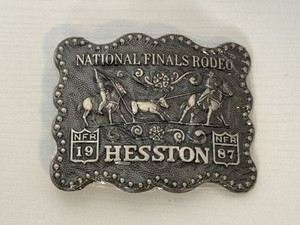 NATIONAL FINALS RODEO
NFR NFR
19 HESSTON 87